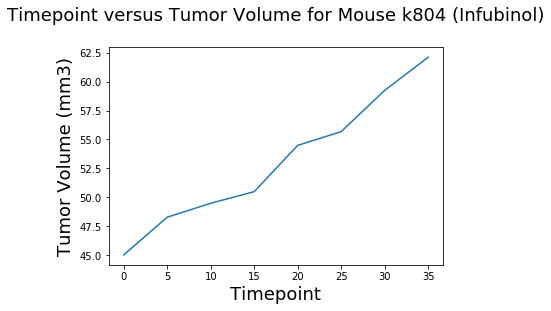 Timepoint versus Tumor Volume for Mouse k804 (Infubinol)
62.5
60.0
57.5
55.0
52.5
50.0
47.5
45.0
Tumor Volume (mm3)
0 5 10 15 20 25 30 35
Timepoint